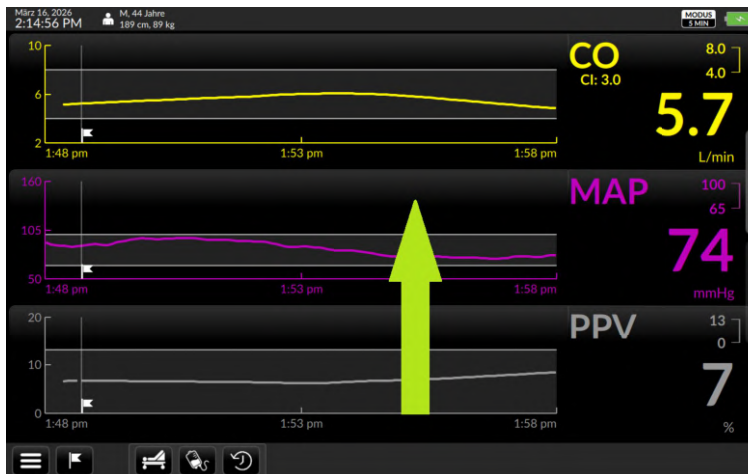 März 16, 2026
2:14:56 PM
M, 44 Jahre
189 cm, 89 kg
MODUS
5 MIN
10
6
2
1:48 pm
1:53 pm
1:58 pm
CO
CI: 3.0
8.0
4.0
5.7
L/min
160
105
50
1:48 pm
1:53 pm
1:58 pm
MAP
100
65
74
mmHg
20
10
0
1:48 pm
1:53 pm
1:58 pm
PPV
13
0
7
%